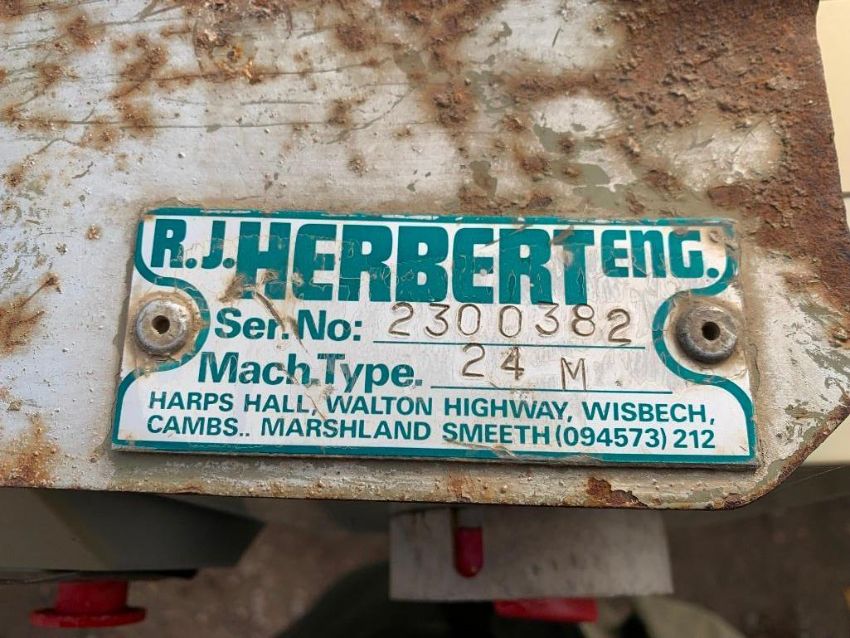 R.J. HERBERT ENG.
Ser. No: 2300382
Mach. Type. 24 M
HARPS HALL, WALTON HIGHWAY, WISBECH,
CAMBS.. MARSHLAND SMEETH (094573) 212